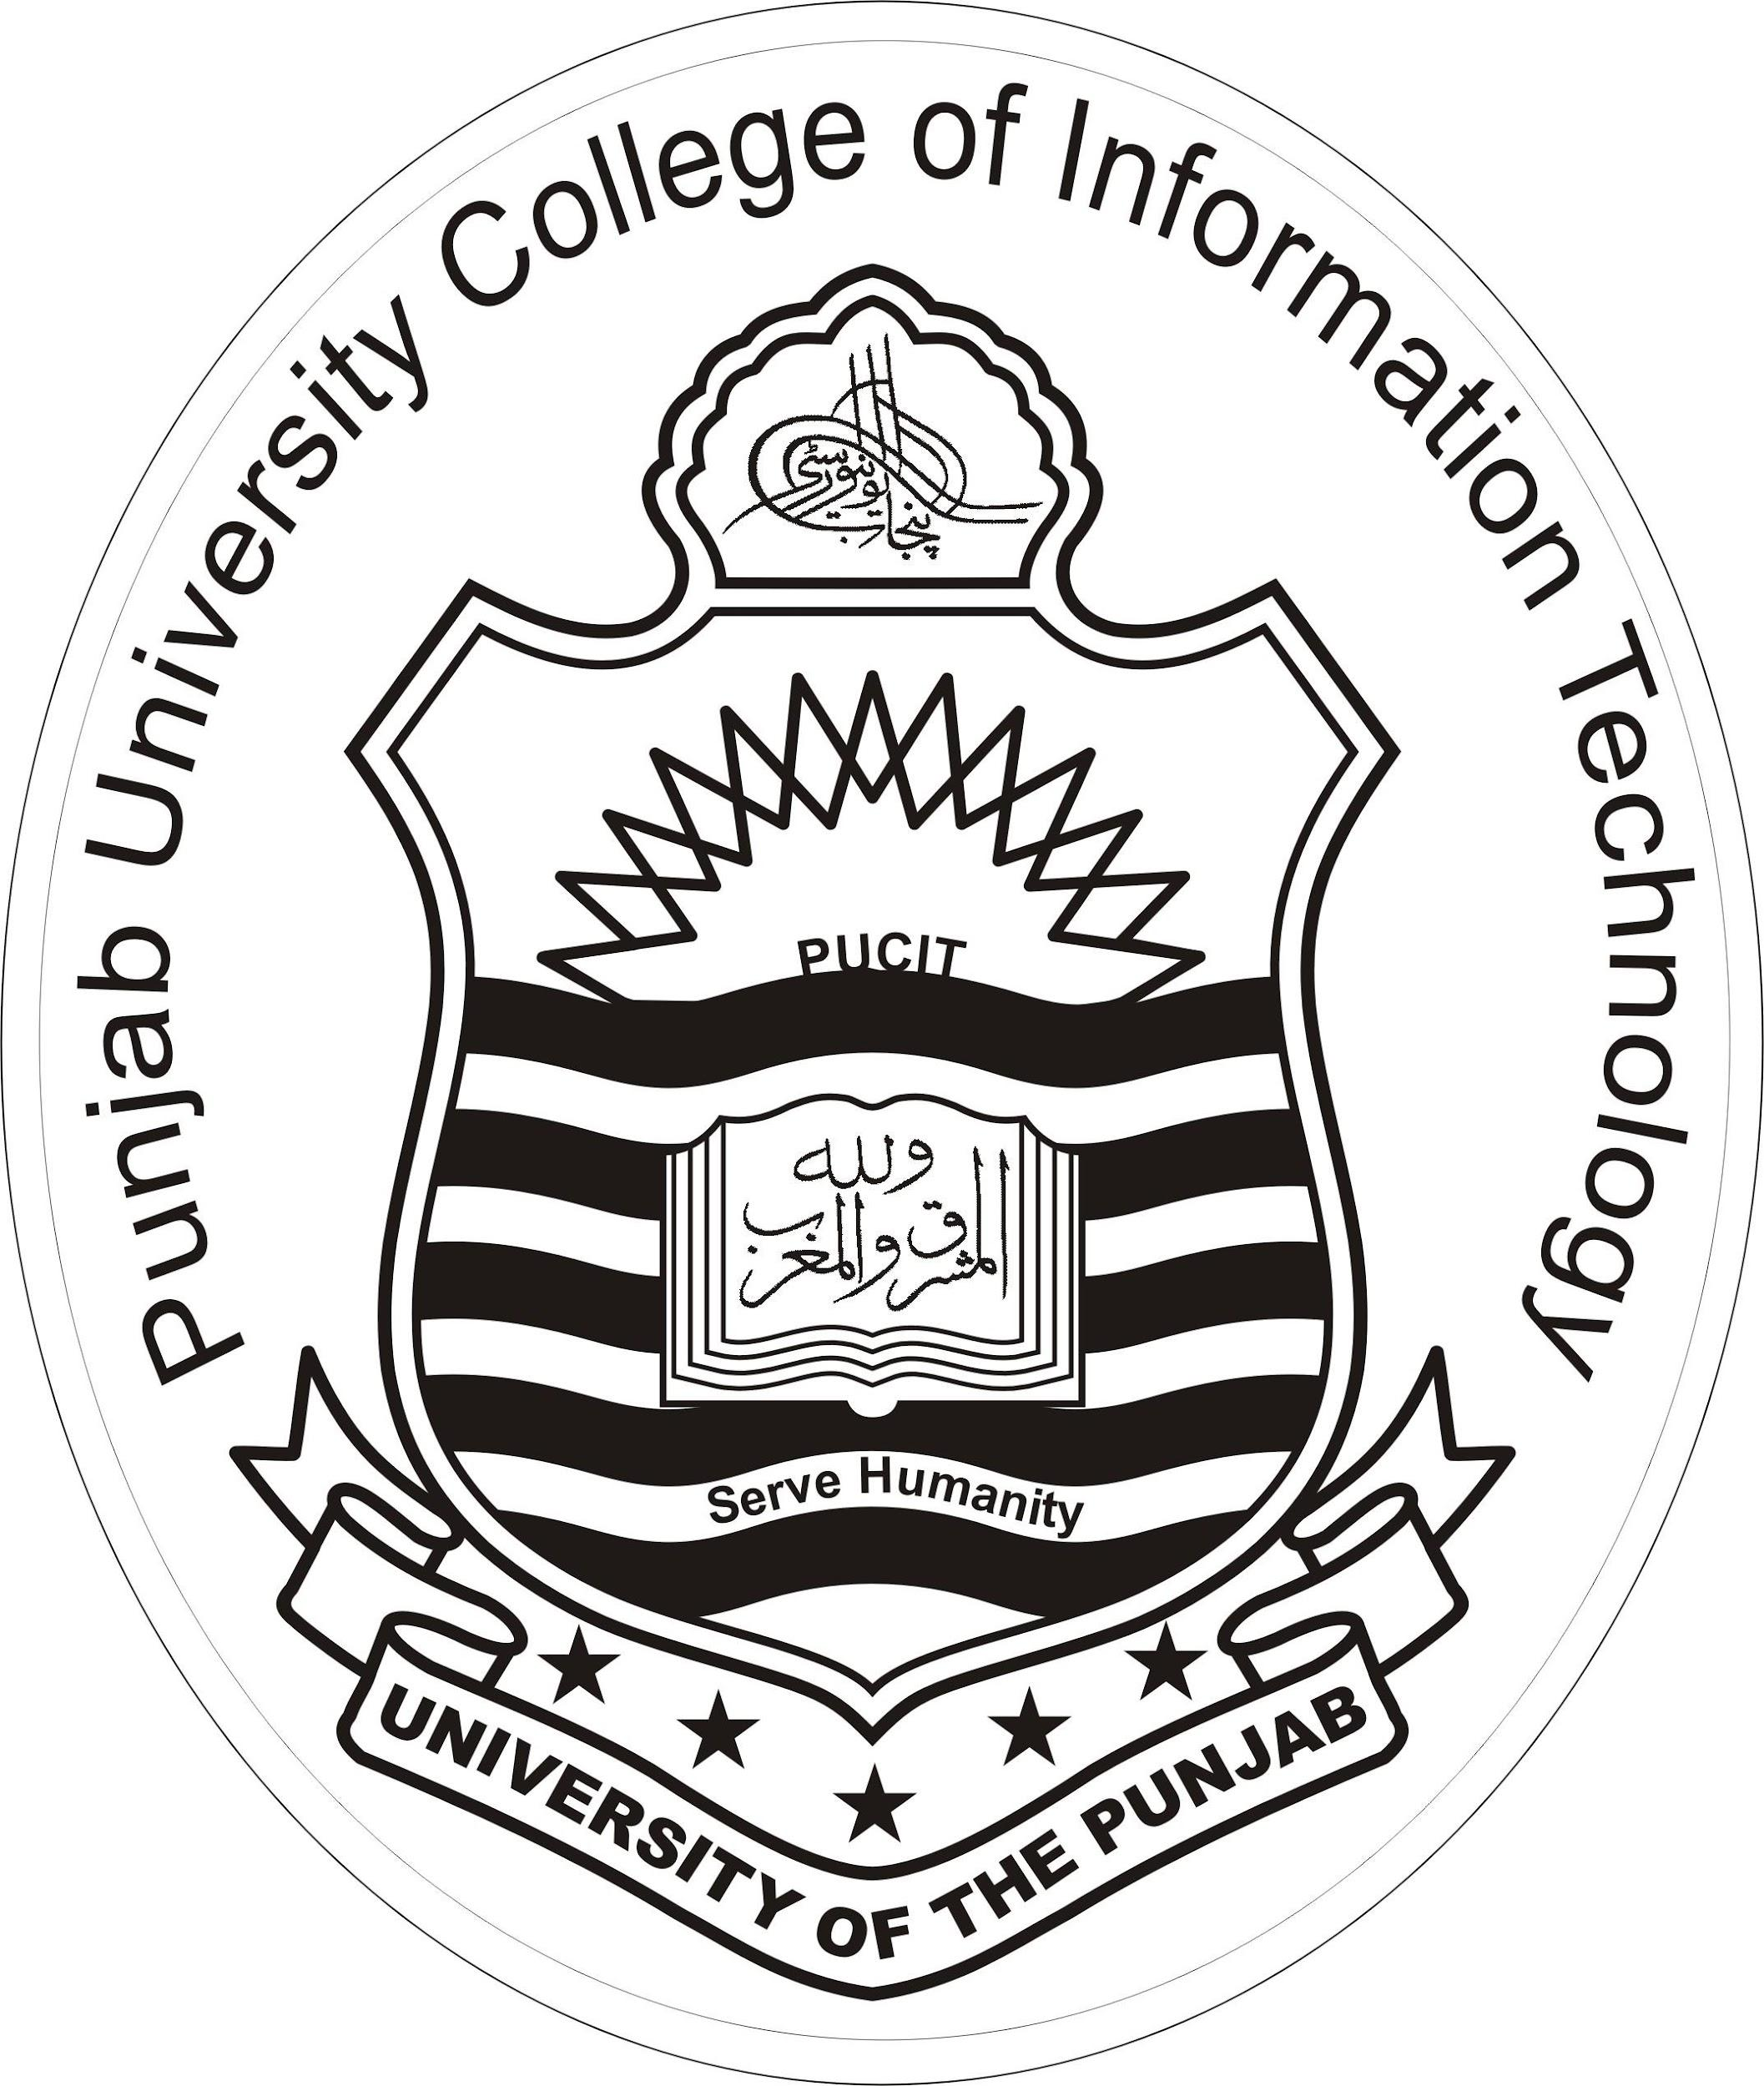 Punjab University College of Information Technology
پنجاب یونیورسٹی
PUCIT
وللہ
المشرق والمغرب
Serve Humanity
UNIVERSITY OF THE PUNJAB